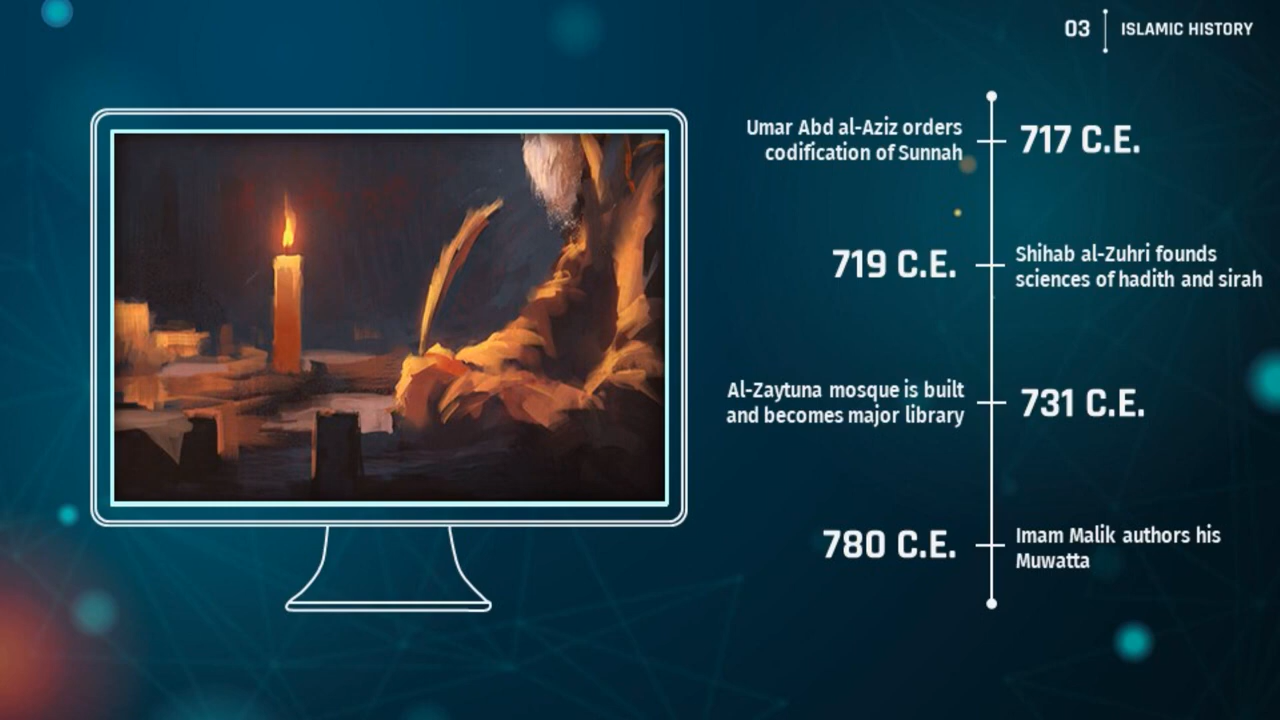 03
ISLAMIC HISTORY
Umar Abd al-Aziz orders
codification of Sunnah
717 C.E.
719 C.E.
Shihab al-Zuhri founds
sciences of hadith and sirah
Al-Zaytuna mosque is built
and becomes major library
731 C.E.
780 C.E.
Imam Malik authors his
Muwatta